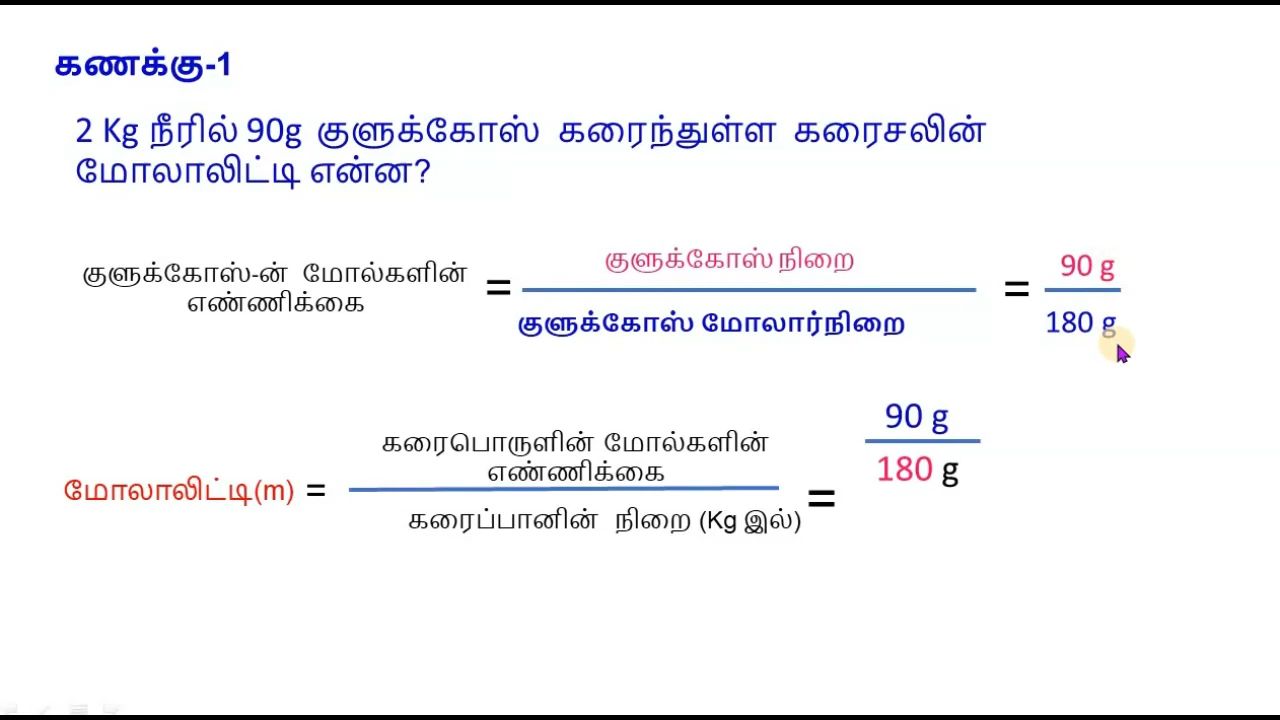 கணக்கு-1
2 Kg நீரில் 90g குளுக்கோஸ் கரைந்துள்ள கரைசலின்
மோலாலிட்டி என்ன?
குளுக்கோஸ்-ன் மோல்களின்
எண்ணிக்கை
=
குளுக்கோஸ் நிறை
குளுக்கோஸ் மோலார்நிறை
=
90 g
180 g
மோலாலிட்டி(m) =
கரைபொருளின் மோல்களின்
எண்ணிக்கை
கரைப்பானின் நிறை (Kg இல்)
=
90 g
180 g